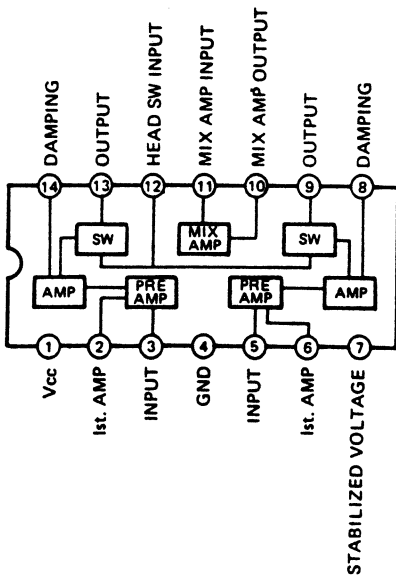 DAMPING
OUTPUT
HEAD SW INPUT
MIX AMP INPUT
MIX AMP OUTPUT
OUTPUT
DAMPING
14 13 12 11 10 9 8
SW
MIX
AMP
SW
AMP
PRE
AMP
PRE
AMP
AMP
1 2 3 4 5 6 7
Vcc
Ist. AMP
INPUT
GND
INPUT
Ist. AMP
STABILIZED VOLTAGE